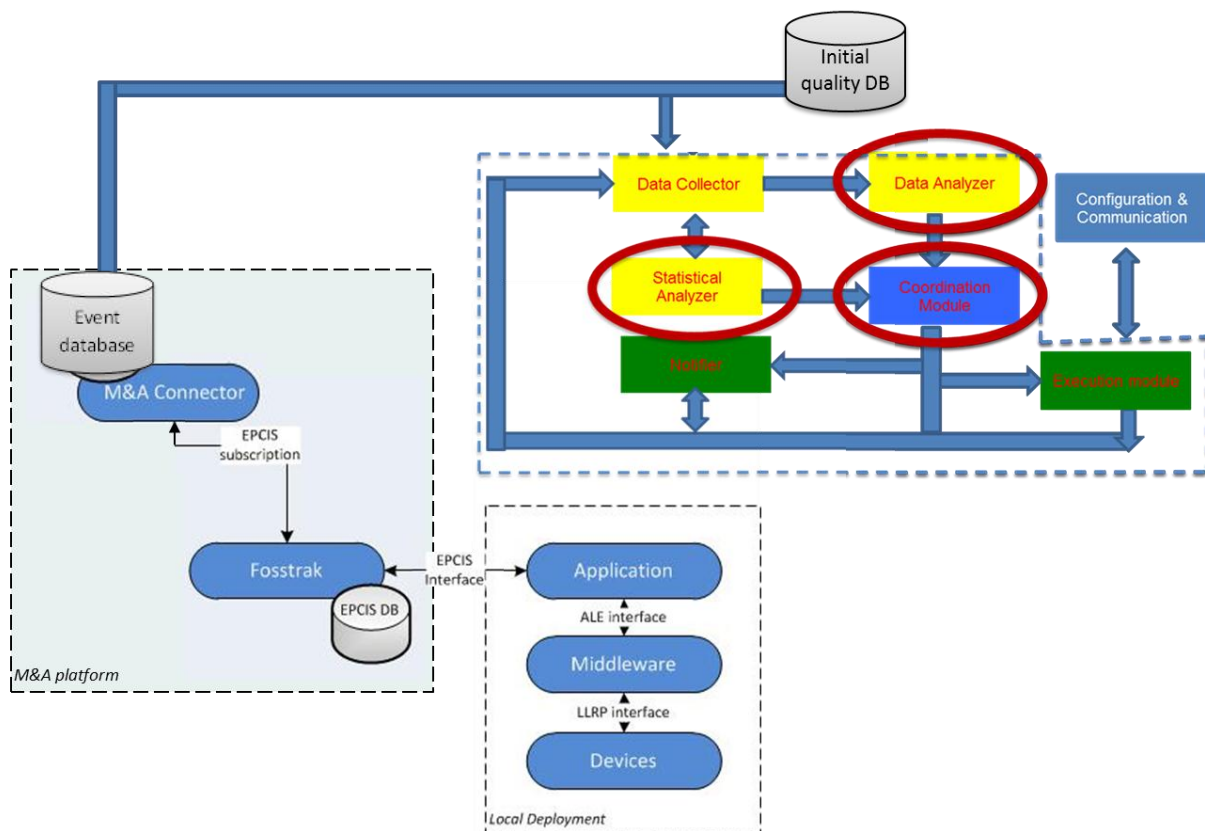 Initial
quality DB
Data Collector
Data Analyzer
Configuration &
Communication
Statistical
Analyzer
Coordination
Module
Event
database
Notifier
Execution module
M&A Connector
EPCIS
subscription
Fosstrak
EPCIS
Interface
Application
EPCIS DB
ALE interface
Middleware
M&A platform
LLRP interface
Devices
Local Deployment